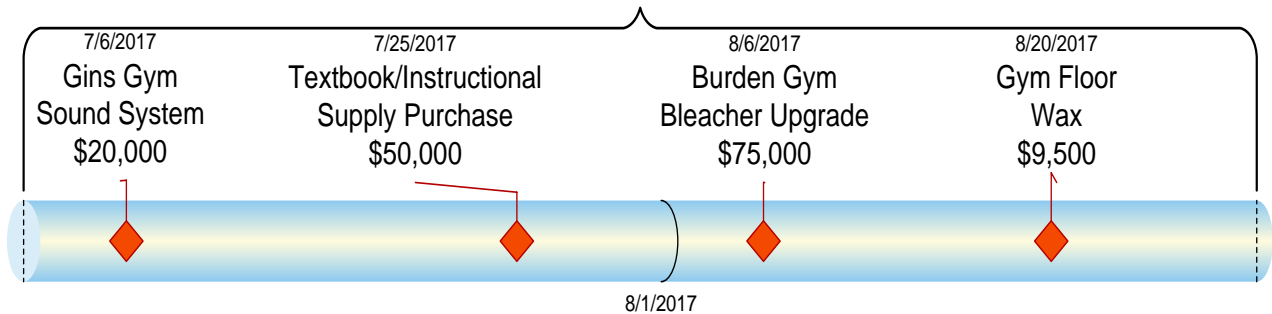 7/6/2017
Gins Gym
Sound System
$20,000
7/25/2017
Textbook/Instructional
Supply Purchase
$50,000
8/6/2017
Burden Gym
Bleacher Upgrade
$75,000
8/20/2017
Gym Floor
Wax
$9,500
8/1/2017